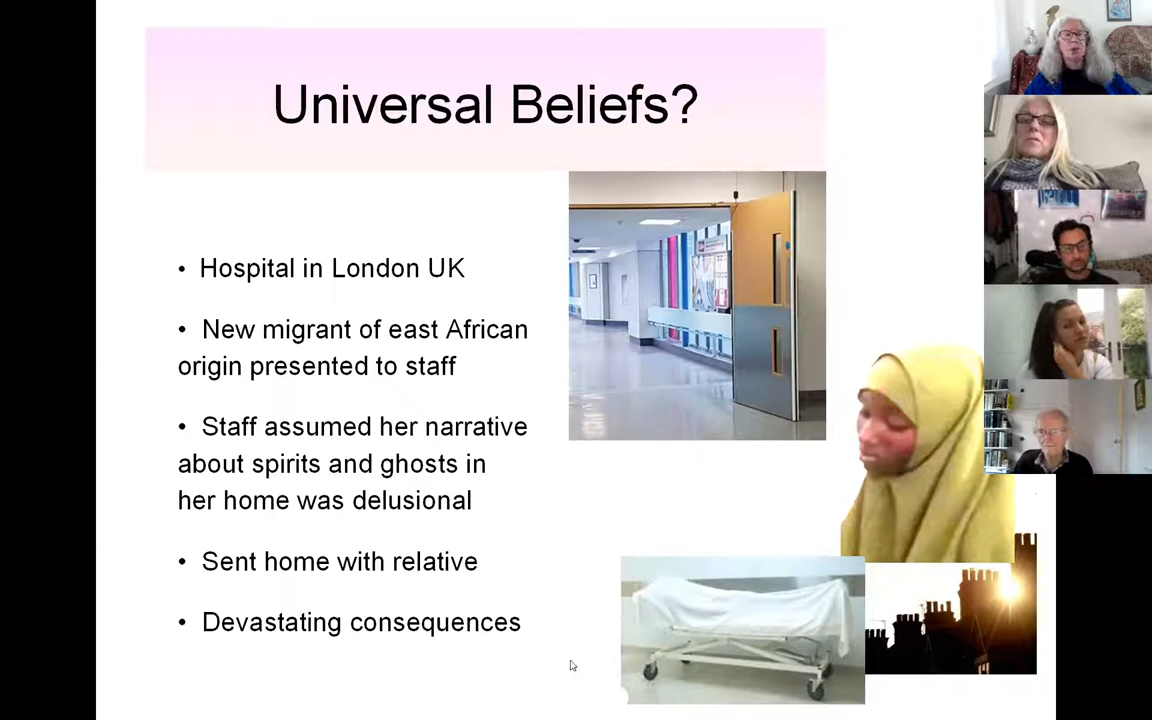 Universal Beliefs?
• Hospital in London UK
• New migrant of east African
origin presented to staff
• Staff assumed her narrative
about spirits and ghosts in
her home was delusional
• Sent home with relative
• Devastating consequences